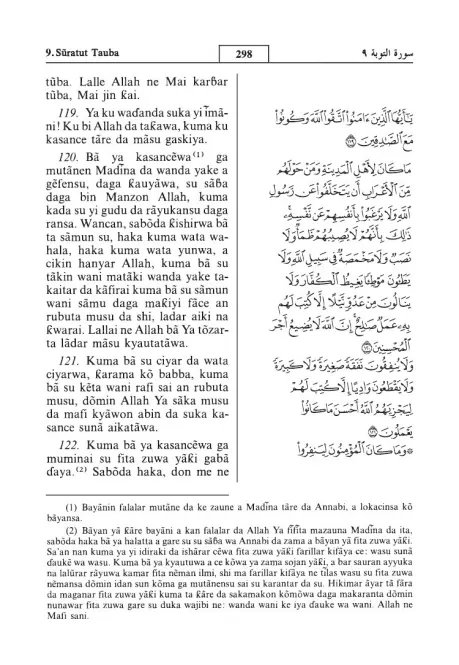 9. Sūratut Tauba
298
سورة التوبة ٩
tūba. Lalle Allah ne Mai karɓar
tūba, Mai jin ƙai.
119. Ya ku waɗanda suka yi īmā-
ni! Ku bi Allah da taƙawa, kuma ku
kasance tāre da māsu gaskiya.
120. Bā ya kasancēwa⁽¹⁾ ga
mutānen Madīna da wanda yake a
gēfensu, daga ƙauyāwa, su sāɓa
daga bin Manzon Allah, kuma
kada su yi gudu da rāyukansu daga
ransa. Wancan, sabōda ƙishirwa bā
ta sāmun su, haka kuma wata wa-
hala, haka kuma wata yunwa, a
cikin hanyar Allah, kuma bā su
tākin wani matāki wanda yake ta-
kaitar da kāfirai kuma bā su sāmun
wani sāmu daga maƙiyi fāce an
rubuta musu da shi, ladar aiki na
ƙwarai. Lallai ne Allah bā Ya tōzar-
ta lādar māsu kyautatāwa.
121. Kuma bā su ciyar da wata
ciyarwa, ƙarama kō babba, kuma
bā su kēta wani rafi sai an rubuta
musu, dōmin Allah Ya sāka musu
da mafi kyāwon abin da suka ka-
sance sunā aikatāwa.
122. Kuma bā ya kasancēwa ga
muminai su fita zuwa yāƙi gabā
ɗaya.⁽²⁾ Sabōda haka, don me ne
يَٰٓأَيُّهَا ٱلَّذِينَ ءَامَنُواْ ٱتَّقُواْ ٱللَّهَ وَكُونُواْ
مَعَ ٱلصَّٰدِقِينَ ١١٩
مَا كَانَ لِأَهْلِ ٱلْمَدِينَةِ وَمَنْ حَوْلَهُم
مِّنَ ٱلْأَعْرَابِ أَن يَتَخَلَّفُواْ عَن رَّسُولِ
ٱللَّهِ وَلَا يَرْغَبُواْ بِأَنفُسِهِمْ عَن نَّفْسِهِۦ
ذَٰلِكَ بِأَنَّهُمْ لَا يُصِيبُهُمْ ظَمَأٌ وَلَا
نَصَبٌ وَلَا مَخْمَصَةٌ فِى سَبِيلِ ٱللَّهِ وَلَا
يَطَـُٔونَ مَوْطِئًا يَغِيظُ ٱلْكُفَّارَ وَلَا
يَنَالُونَ مِنْ عَدُوٍّ نَّيْلًا إِلَّا كُتِبَ لَهُم
بِهِۦ عَمَلٌ صَٰلِحٌ إِنَّ ٱللَّهَ لَا يُضِيعُ أَجْرَ
ٱلْمُحْسِنِينَ ١٢٠
وَلَا يُنفِقُونَ نَفَقَةً صَغِيرَةً وَلَا كَبِيرَةً
وَلَا يَقْطَعُونَ وَادِيًا إِلَّا كُتِبَ لَهُمْ
لِيَجْزِيَهُمُ ٱللَّهُ أَحْسَنَ مَا كَانُواْ
يَعْمَلُونَ ١٢١
۞ وَمَا كَانَ ٱلْمُؤْمِنُونَ لِيَنفِرُواْ
(1) Bayānin falalar mutāne da ke zaune a Madīna tāre da Annabi, a lokacinsa kō
bāyansa.
(2) Bāyan yā ƙāre bayāni a kan falalar da Allah Ya fīfīta mazauna Madīna da ita,
sabōda haka bā ya halatta a gare su su sāɓa wa Annabi da zama a bāyan yā fita zuwa yāƙi.
Sa'an nan kuma ya yi idiraki da ishārar cēwa fita zuwa yāƙi farillar kifāya ce: wasu sunā
ɗaukē wa wasu. Kuma bā ya kyautuwa a ce kōwa ya zama sojan yāƙi, a bar sauran ayyuka
na lalūrar rāyuwa kamar fita nēman ilmi, shi ma farillar kifāya ne tīlas wasu su fita zuwa
nēmansa dōmin idan sun kōma ga mutānensu sai su karantar da su. Hikimar āyar tā fāra
da maganar fita zuwa yāƙi kuma ta ƙāre da sakamakon kōmōwa daga makaranta dōmin
nunawar fita zuwa gare su duka wajibi ne: wanda wani ke iya ɗauke wa wani. Allah ne
Mafi sani.